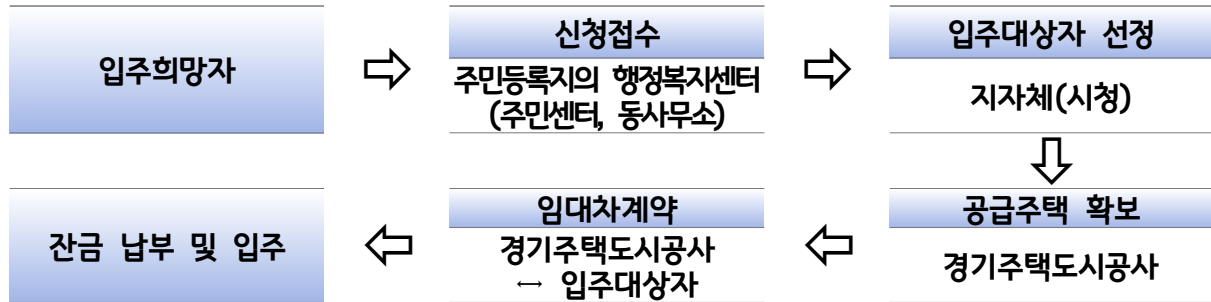 입주희망자
신청접수
주민등록지의 행정복지센터
(주민센터, 동사무소)
입주대상자 선정
지자체(시청)
공급주택 확보
경기주택도시공사
임대차계약
경기주택도시공사
↔ 입주대상자
잔금 납부 및 입주